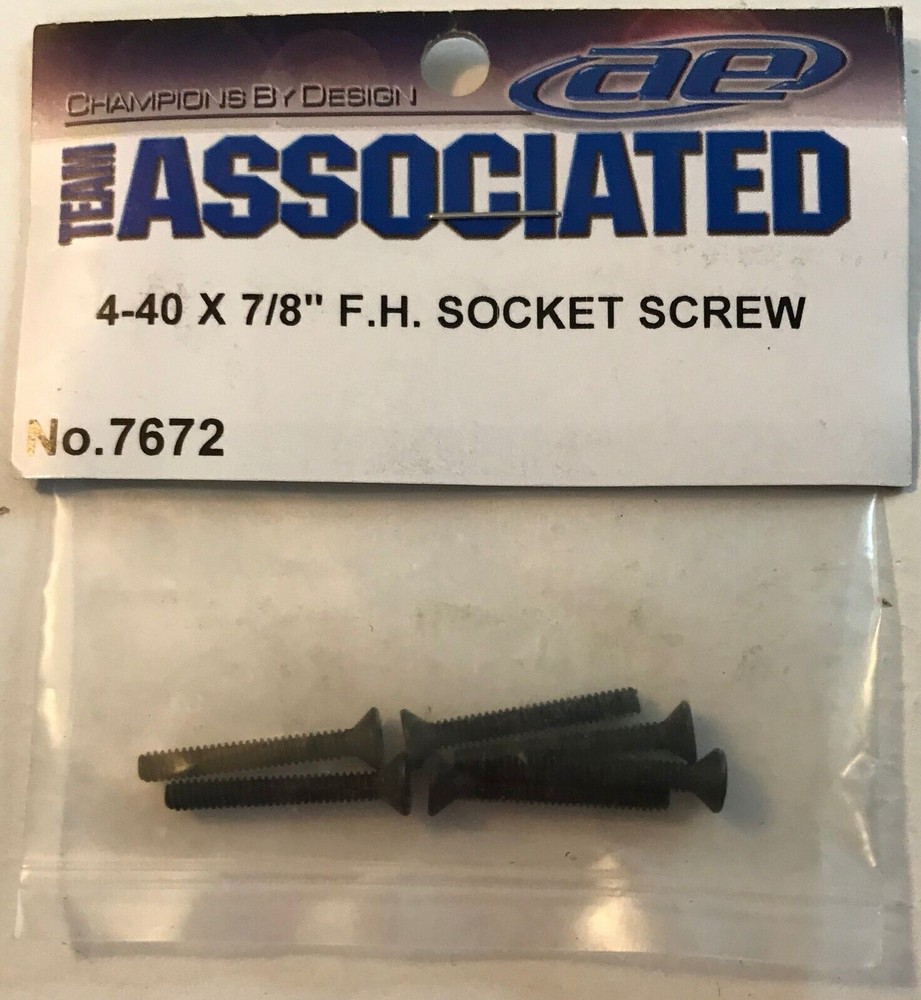 CHAMPIONS BY DESIGN
ae
TEAM ASSOCIATED
4-40 X 7/8" F.H. SOCKET SCREW
No.7672